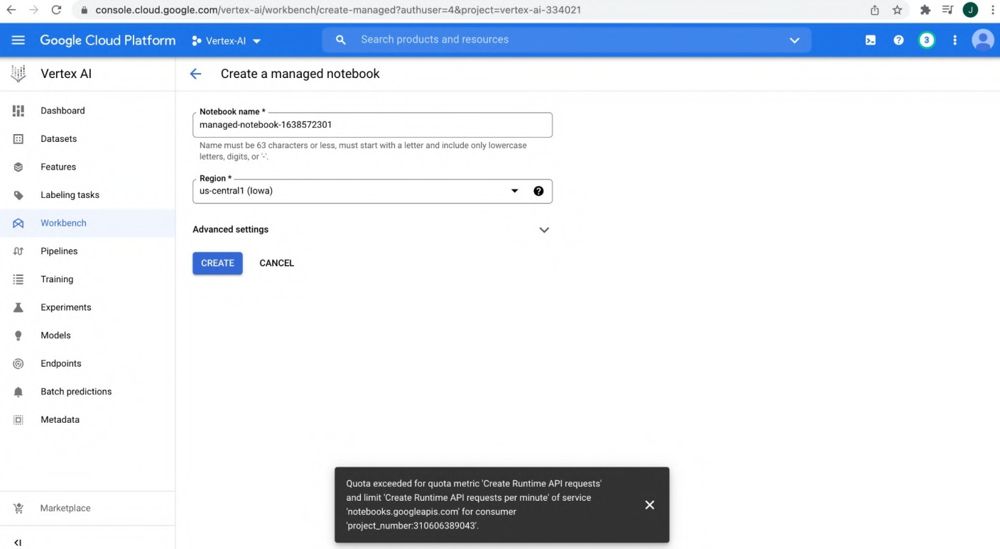 console.cloud.google.com/vertex-ai/workbench/create-managed?authuser=4&project=vertex-ai-334021
J
Google Cloud Platform
Vertex-AI
Search products and resources
3
Vertex AI
Create a managed notebook
Dashboard
Datasets
Features
Labeling tasks
Workbench
Pipelines
Training
Experiments
Models
Endpoints
Batch predictions
Metadata
Marketplace
Notebook name *
managed-notebook-1638572301
Name must be 63 characters or less, must start with a letter and include only lowercase
letters, digits, or '-'.
Region *
us-central1 (Iowa)
Advanced settings
CREATE
CANCEL
Quota exceeded for quota metric 'Create Runtime API requests'
and limit 'Create Runtime API requests per minute' of service
'notebooks.googleapis.com' for consumer
'project_number:310606389043'.